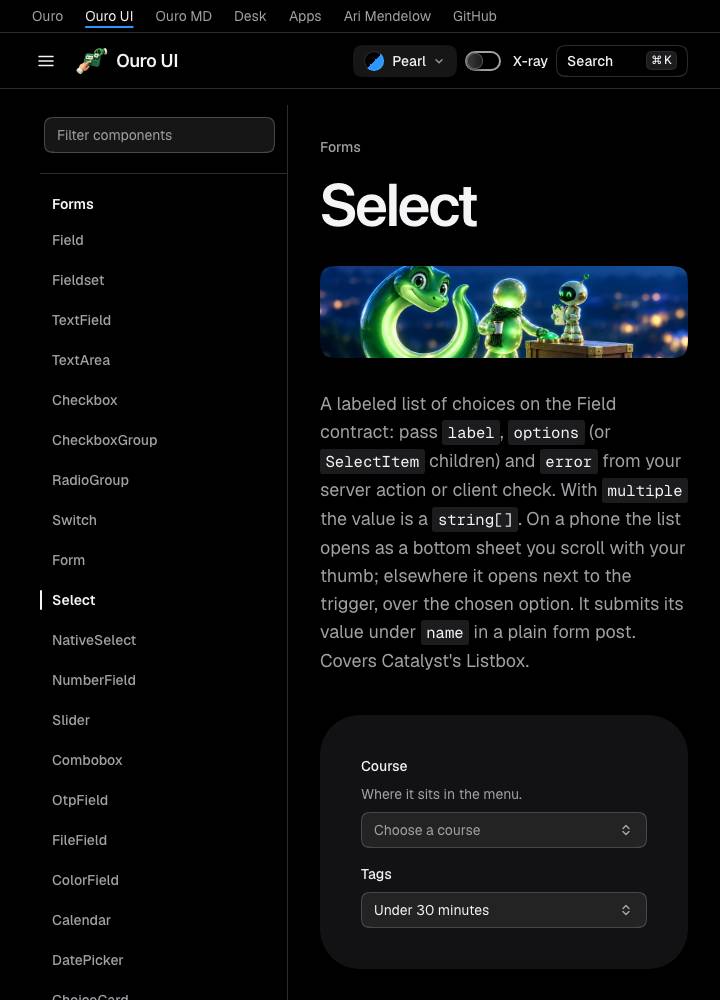 Ouro Ouro UI Ouro MD Desk Apps Ari Mendelow GitHub
Ouro UI Pearl X-ray Search ⌘K
Filter components
Forms
Field
Fieldset
TextField
TextArea
Checkbox
CheckboxGroup
RadioGroup
Switch
Form
Select
NativeSelect
NumberField
Slider
Combobox
OtpField
FileField
ColorField
Calendar
DatePicker
ChoiceCard
Forms
Select
A labeled list of choices on the Field
contract: pass label, options (or
SelectItem children) and error from your
server action or client check. With multiple
the value is a string[]. On a phone the list
opens as a bottom sheet you scroll with your
thumb; elsewhere it opens next to the
trigger, over the chosen option. It submits its
value under name in a plain form post.
Covers Catalyst's Listbox.
Course
Where it sits in the menu.
Choose a course
Tags
Under 30 minutes